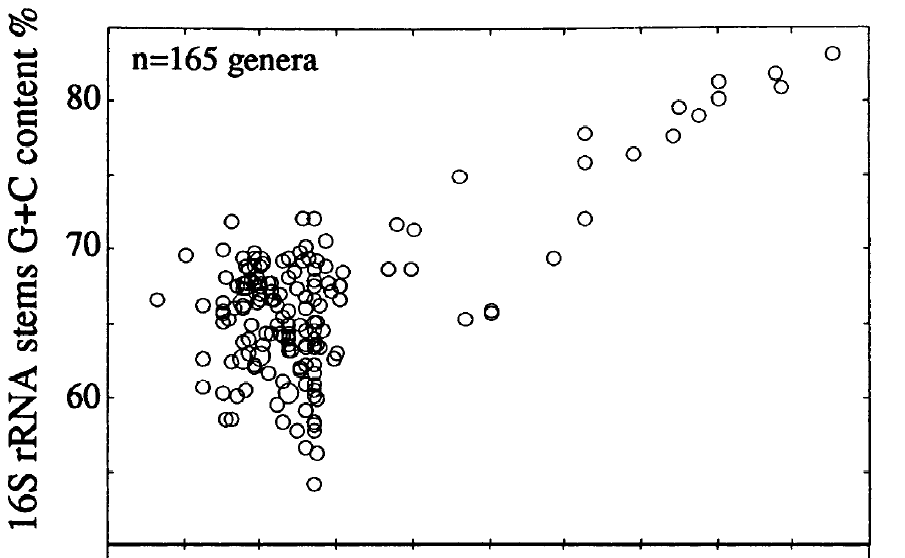 16S rRNA stems G+C content %
n=165 genera
80
70
60